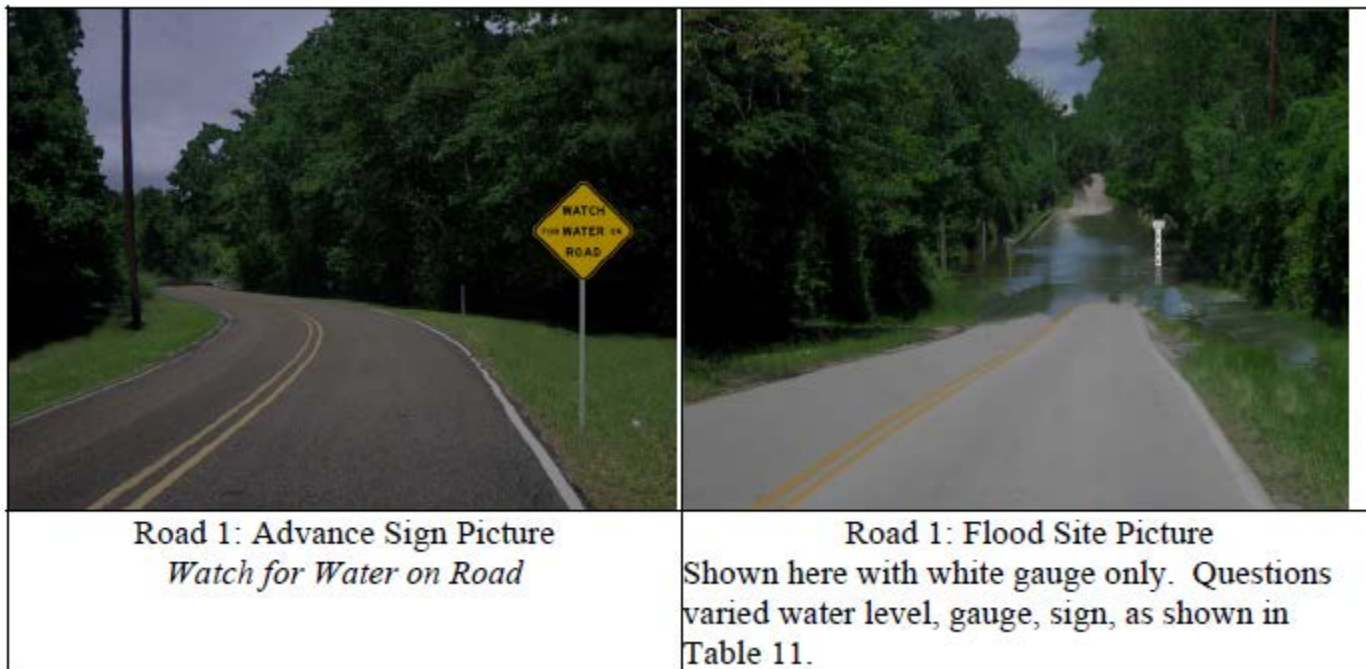 WATCH
FOR WATER ON
ROAD
Road 1: Advance Sign Picture
Watch for Water on Road
Road 1: Flood Site Picture
Shown here with white gauge only. Questions
varied water level, gauge, sign, as shown in
Table 11.